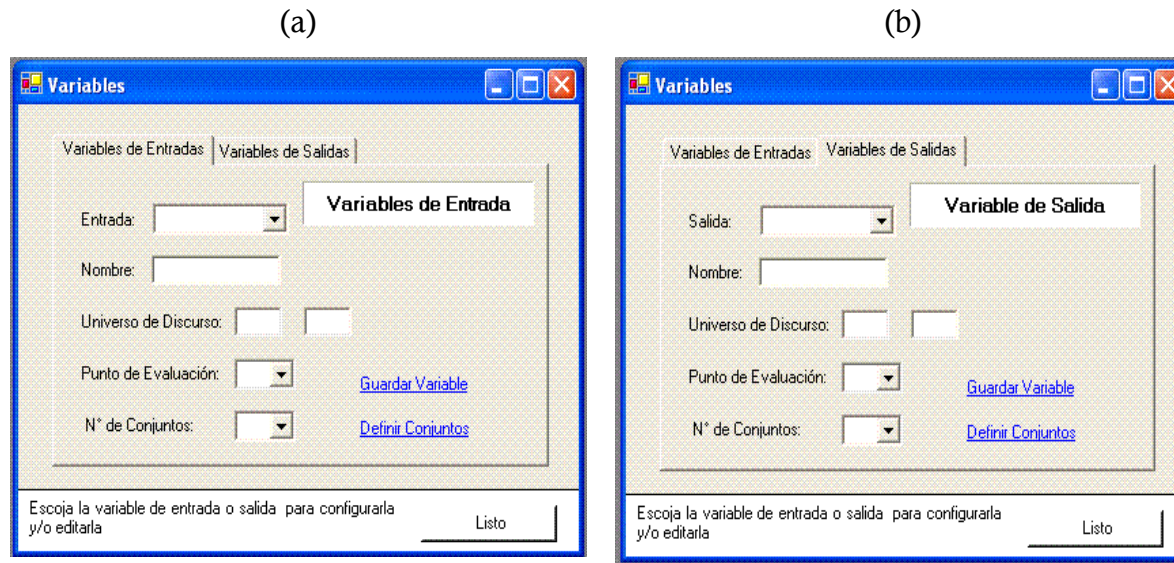 (a)
Variables
Variables de Entradas
Variables de Salidas
Variables de Entrada
Entrada:
Nombre:
Universo de Discurso:
Punto de Evaluación:
Guardar Variable
N° de Conjuntos:
Definir Conjuntos
Escoja la variable de entrada o salida para configurarla
y/o editarla
Listo
(b)
Variables
Variables de Entradas
Variables de Salidas
Variable de Salida
Salida:
Nombre:
Universo de Discurso:
Punto de Evaluación:
Guardar Variable
N° de Conjuntos:
Definir Conjuntos
Escoja la variable de entrada o salida para configurarla
y/o editarla
Listo